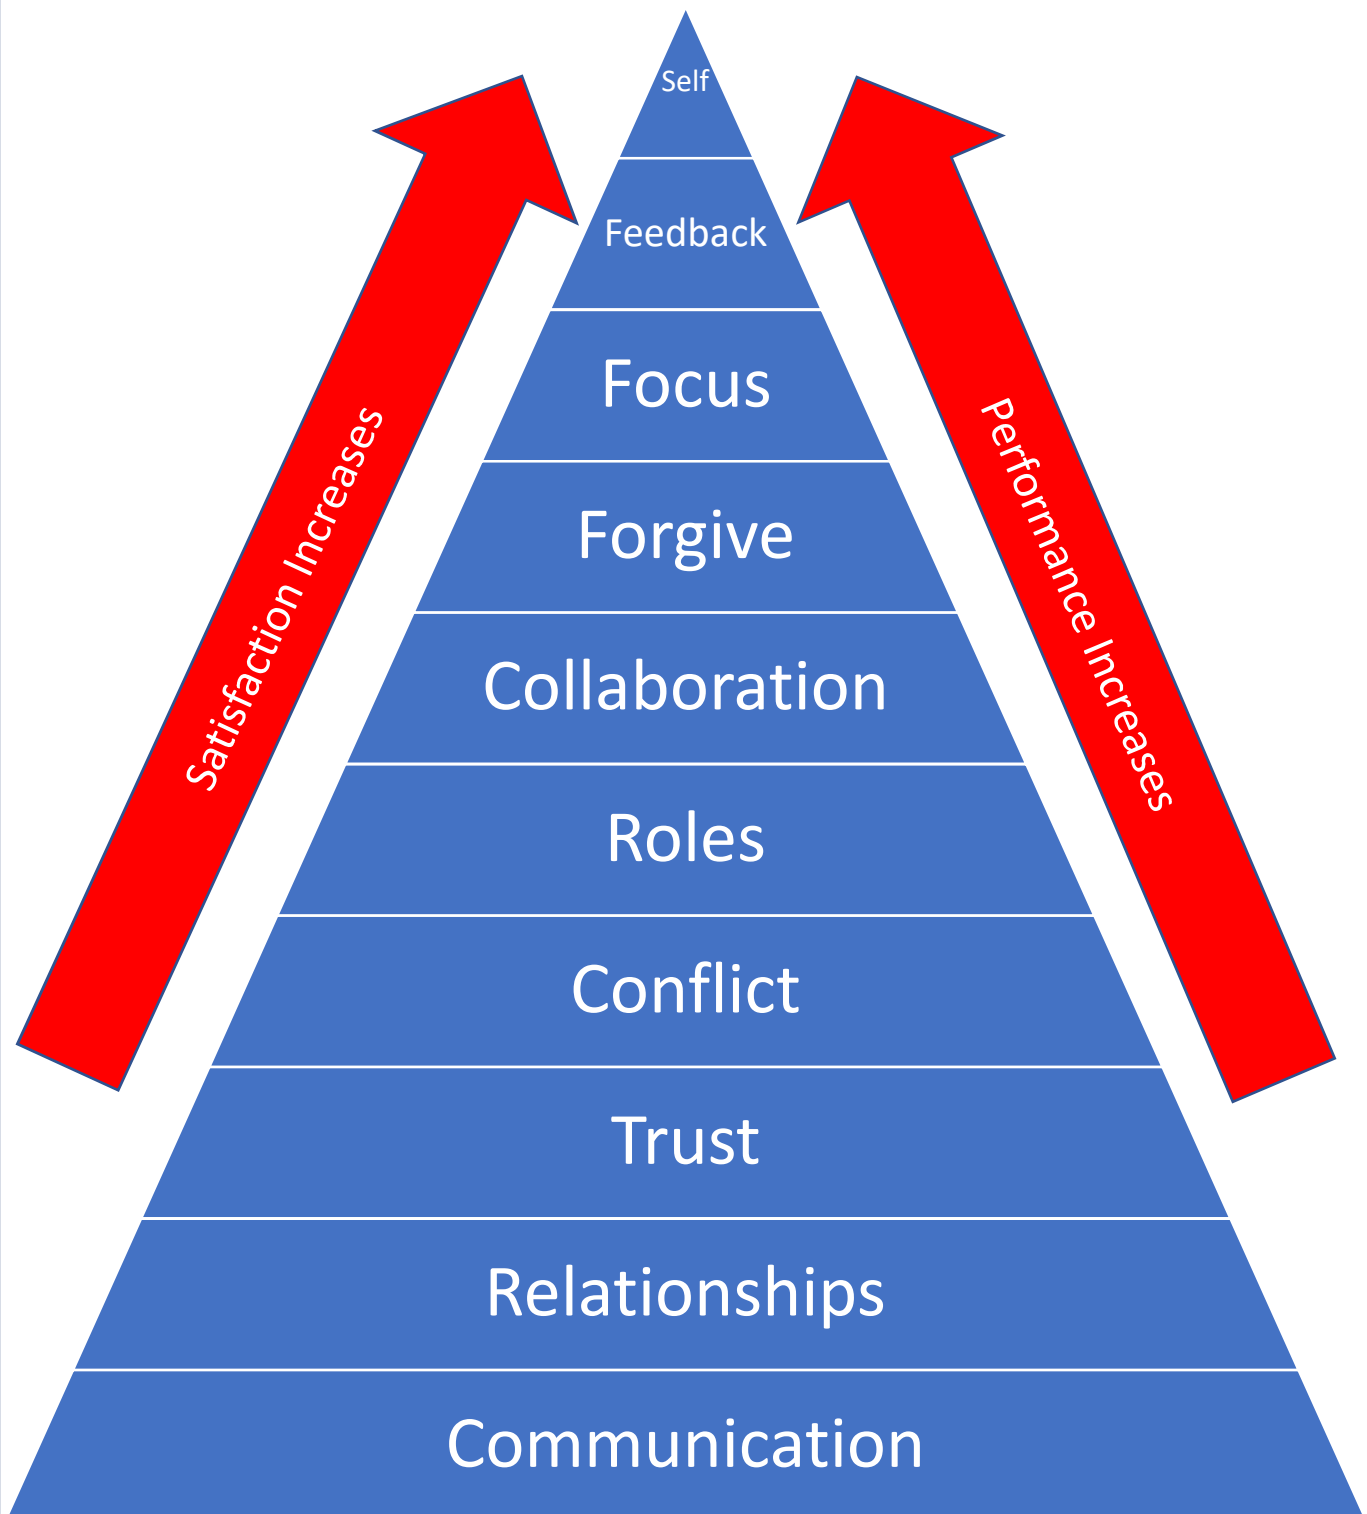 Self
Feedback
Focus
Forgive
Collaboration
Roles
Conflict
Trust
Relationships
Communication
Satisfaction Increases
Performance Increases